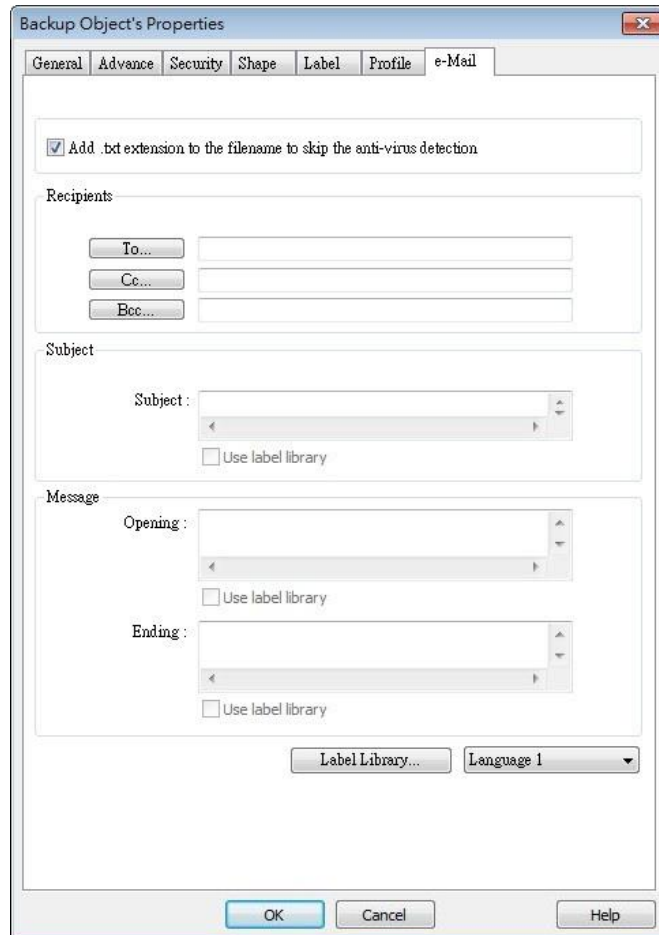 Backup Object's Properties
General Advance Security Shape Label Profile e-Mail
Add .txt extension to the filename to skip the anti-virus detection
Recipients
To...
Cc...
Bcc...
Subject
Subject :
Use label library
Message
Opening :
Use label library
Ending :
Use label library
Label Library... Language 1
OK Cancel Help